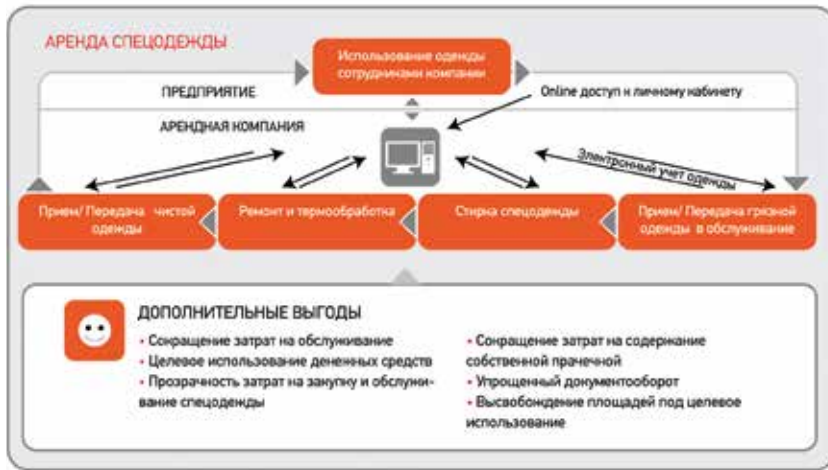 АРЕНДА СПЕЦОДЕЖДЫ
Использование одежды
сотрудниками компании
ПРЕДПРИЯТИЕ
Online доступ к личному кабинету
АРЕНДНАЯ КОМПАНИЯ
Электронный учет одежды
Прием/ Передача чистой
одежды
Ремонт и термообработка
Стирка спецодежды
Прием/ Передача грязной
одежды в обслуживание
ДОПОЛНИТЕЛЬНЫЕ ВЫГОДЫ
• Сокращение затрат на обслуживание
• Целевое использование денежных средств
• Прозрачность затрат на закупку и обслужи-
вание спецодежды
• Сокращение затрат на содержание
собственной прачечной
• Упрощенный документооборот
• Высвобождение площадей под целевое
использование